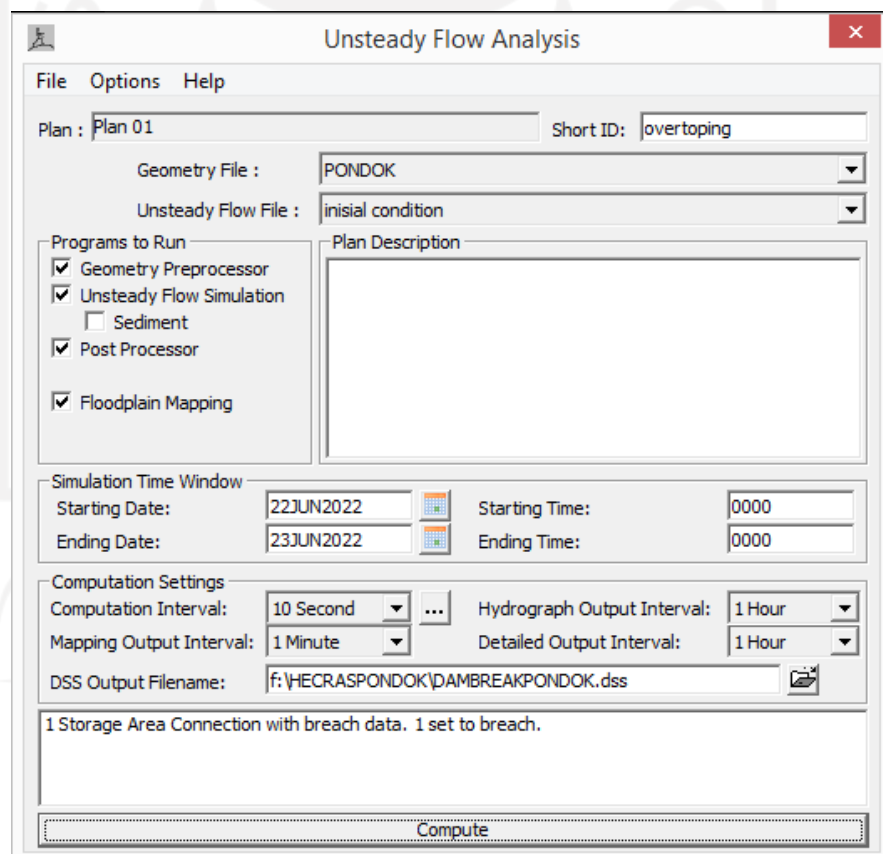 Unsteady Flow Analysis
File Options Help
Plan : Plan 01 Short ID: overtoping
Geometry File : PONDOK
Unsteady Flow File : inisial condition
Programs to Run
Geometry Preprocessor
Unsteady Flow Simulation
Sediment
Post Processor
Floodplain Mapping
Plan Description
Simulation Time Window
Starting Date: 22JUN2022 Starting Time: 0000
Ending Date: 23JUN2022 Ending Time: 0000
Computation Settings
Computation Interval: 10 Second ... Hydrograph Output Interval: 1 Hour
Mapping Output Interval: 1 Minute Detailed Output Interval: 1 Hour
DSS Output Filename: f:\HECRASPONDOK\DAMBREAKPONDOK.dss
1 Storage Area Connection with breach data. 1 set to breach.
Compute